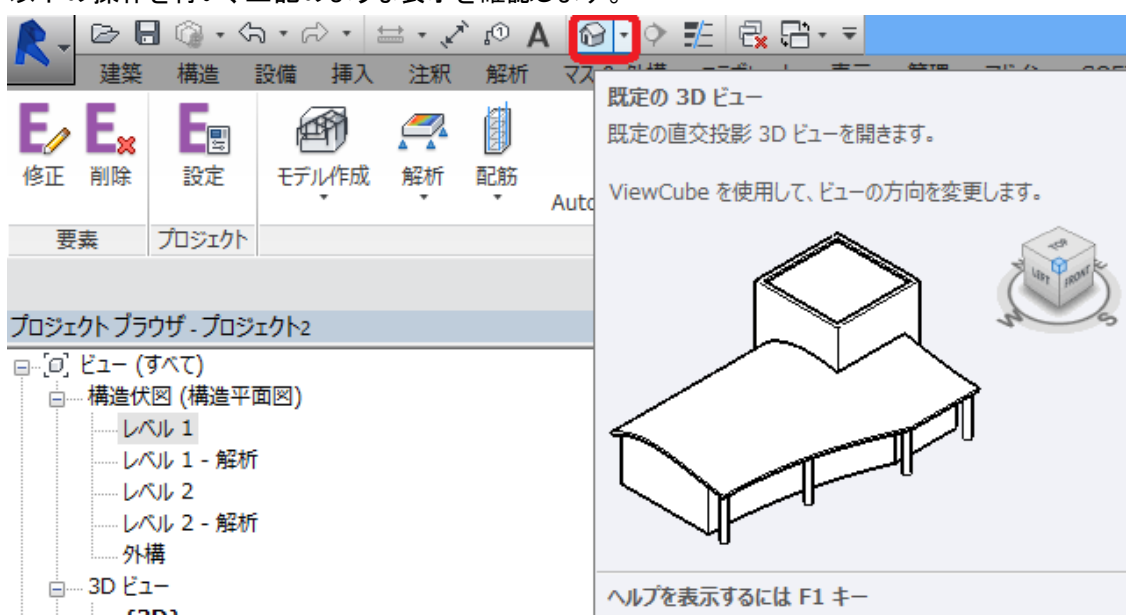 建築 構造 設備 挿入 注釈 解析
既定の 3D ビュー
既定の直交投影 3D ビューを開きます。
ViewCube を使用して、ビューの方向を変更します。
TOP
LEFT FRONT
W S
修正 削除 設定 モデル作成 解析 配筋
要素 プロジェクト
プロジェクト ブラウザ - プロジェクト2
ビュー (すべて)
構造伏図 (構造平面図)
レベル 1
レベル 1 - 解析
レベル 2
レベル 2 - 解析
外構
3D ビュー
ヘルプを表示するには F1 キー